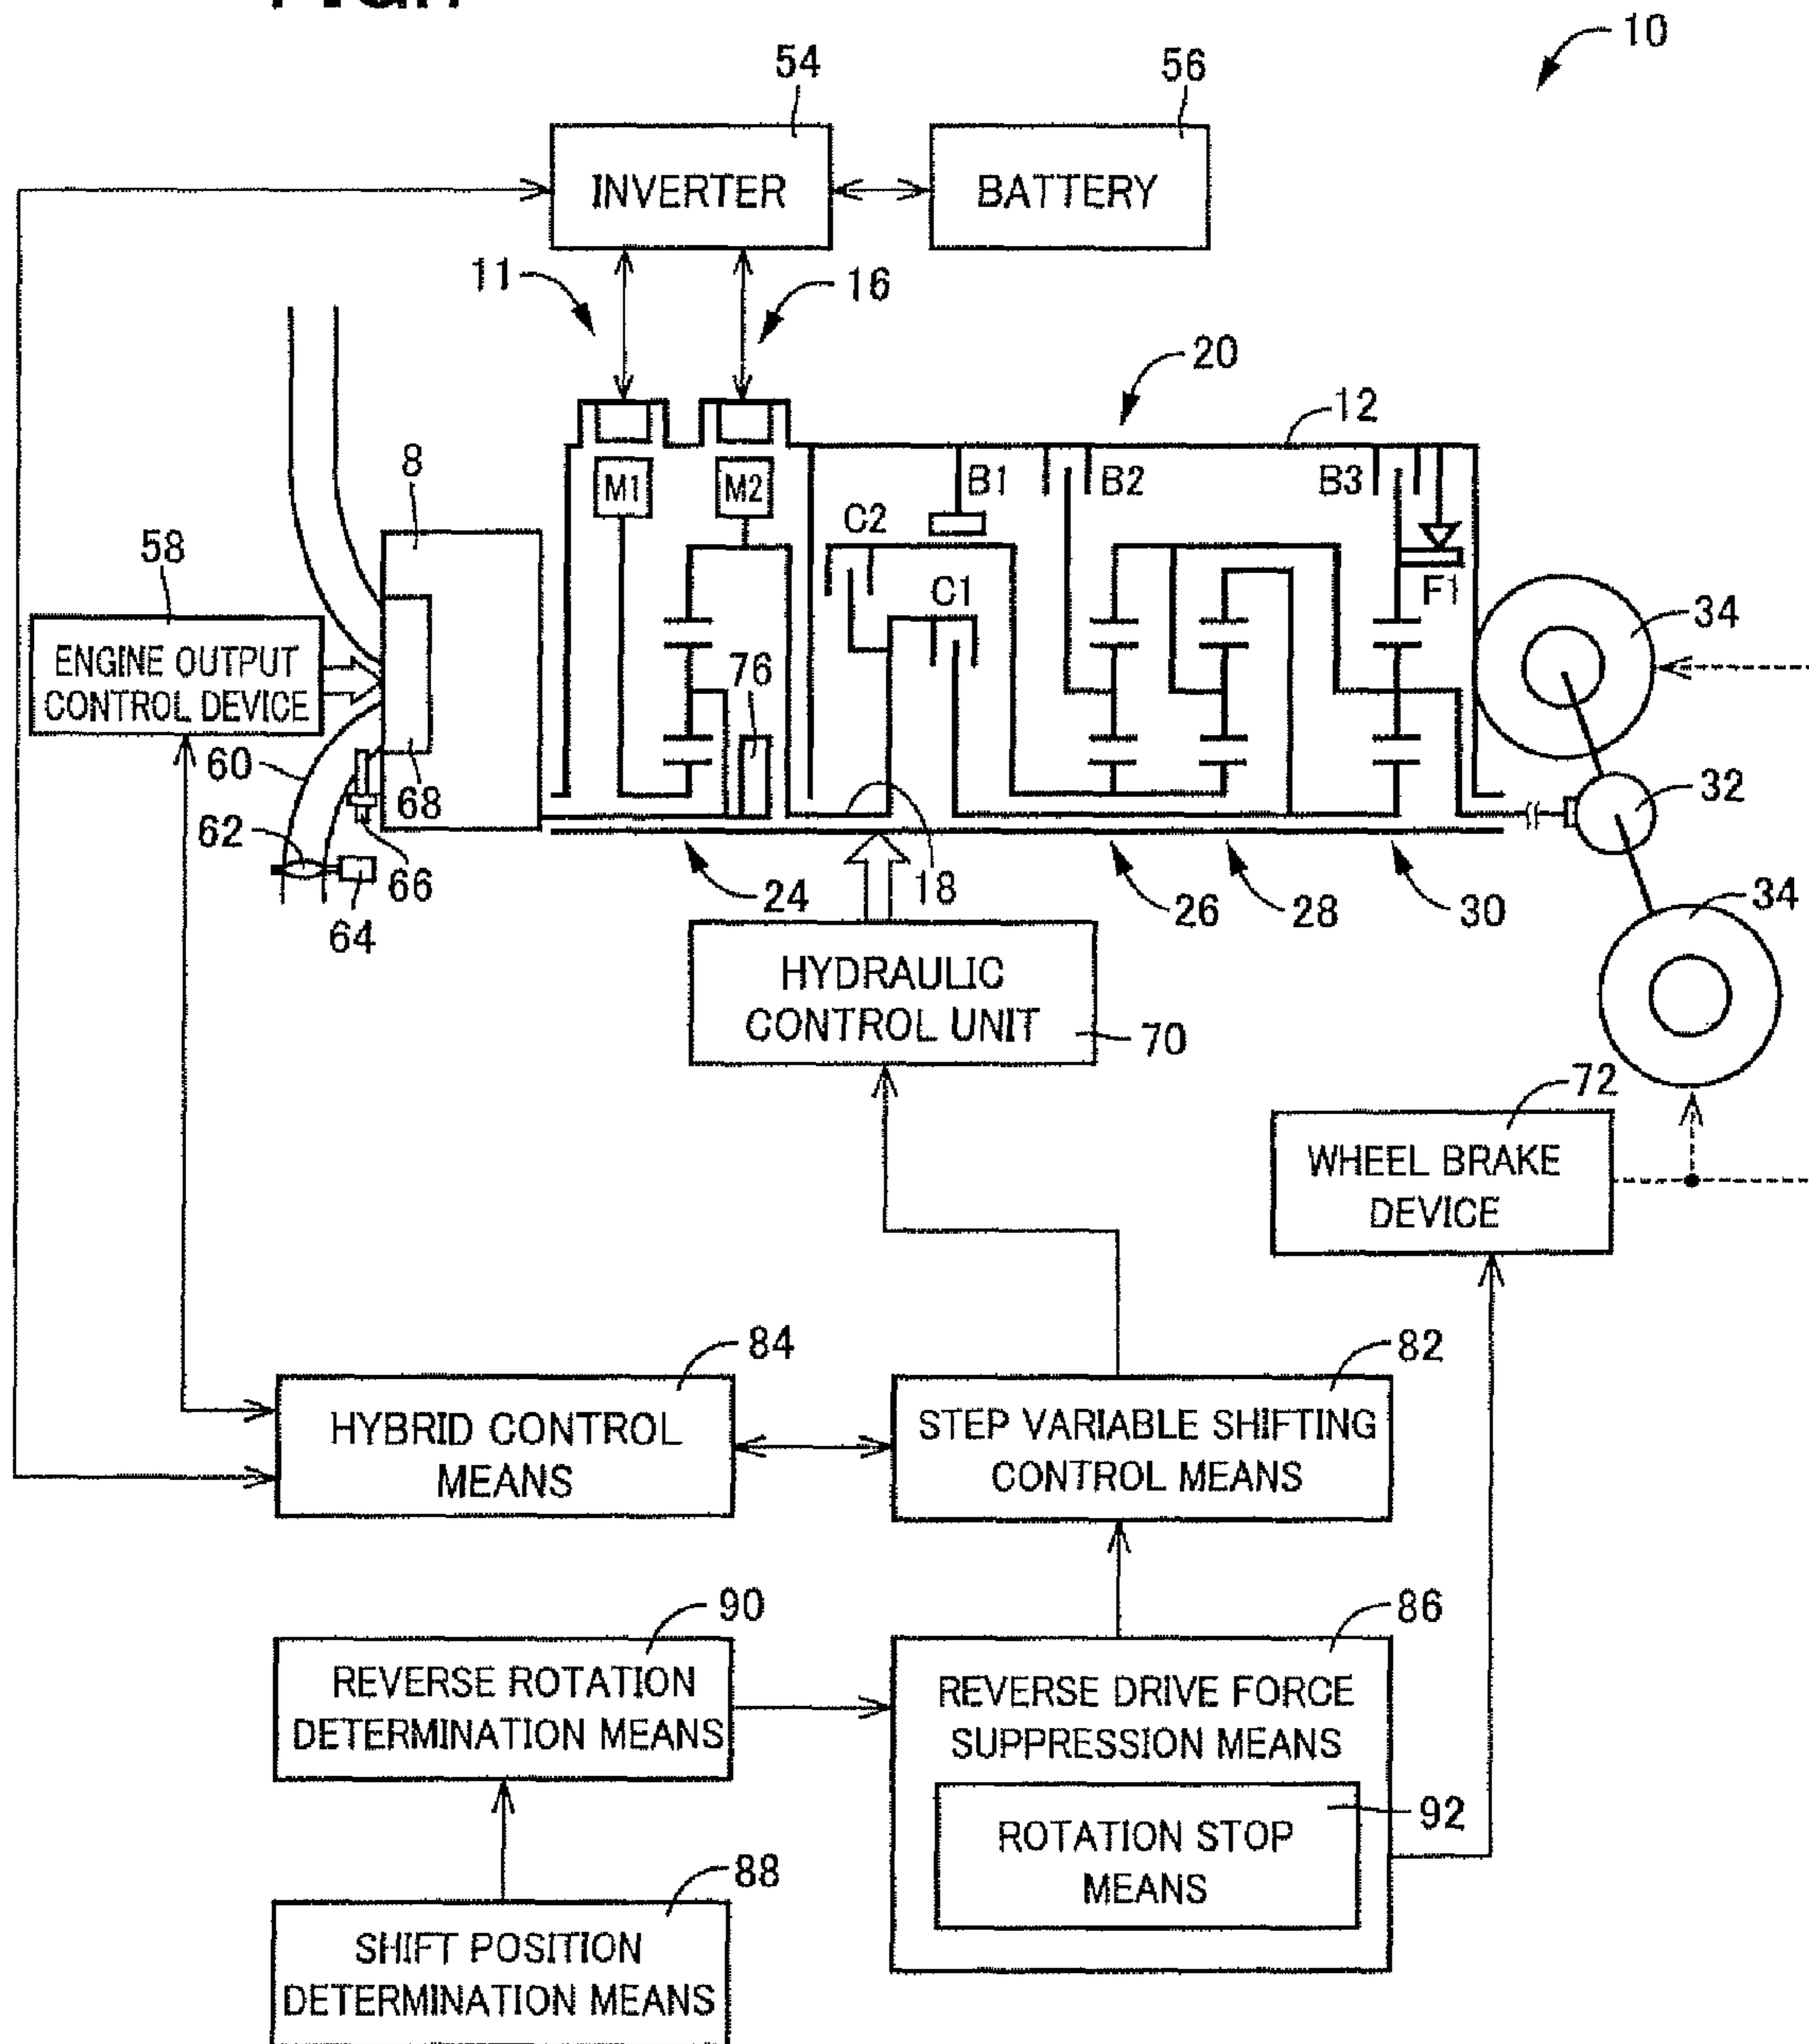 10
54
56
INVERTER
BATTERY
11
16
20
12
8
M1
M2
B1
B2
B3
C2
58
C1
F1
34
ENGINE OUTPUT
CONTROL DEVICE
76
60
68
32
62
66
18
24
26
28
30
34
64
HYDRAULIC
CONTROL UNIT
70
72
WHEEL BRAKE
DEVICE
84
82
HYBRID CONTROL
MEANS
STEP VARIABLE SHIFTING
CONTROL MEANS
90
86
REVERSE ROTATION
DETERMINATION MEANS
REVERSE DRIVE FORCE
SUPPRESSION MEANS
92
ROTATION STOP
MEANS
88
SHIFT POSITION
DETERMINATION MEANS